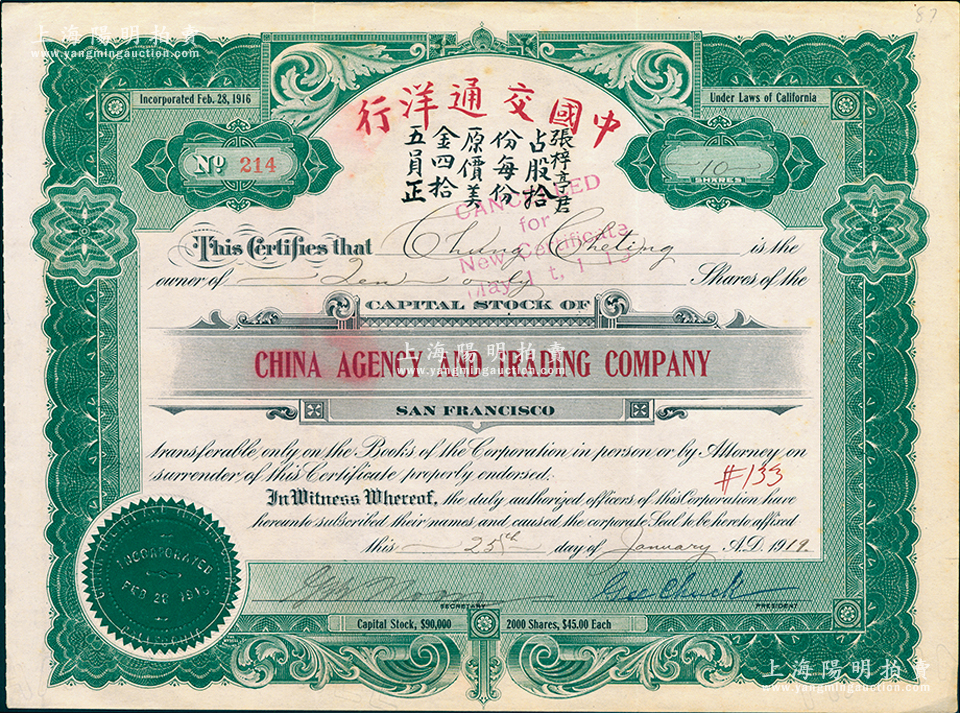 上海陽明拍賣
www.yangmingauction.com
87
Incorporated Feb. 28, 1916
Under Laws of California
中國交通洋行
張梓亭君
占股拾
份每份
原價美
金四拾
五員正
No 214
10
SHARES
CANCELLED
for
New Certificate
This Certifies that Chung Cheting is the
owner of Ten only Shares of the
CAPITAL STOCK OF
CHINA AGENCY AND TRADING COMPANY
上海陽明拍賣
www.yangmingauction.com
SAN FRANCISCO
transferable only on the Books of the Corporation in person or by Attorney on
surrender of this Certificate properly endorsed.
#133
In Witness Whereof, the duly authorized officers of this Corporation have
hereunto subscribed their names and caused the corporate Seal to be hereto affixed
this 25th day of January A.D. 1919.
INCORPORATED
FEB 28 1916
Gee Chuck
SECRETARY
PRESIDENT
Capital Stock, $90,000
2000 Shares, $45.00 Each
上海陽明拍賣
www.yangmingauction.com